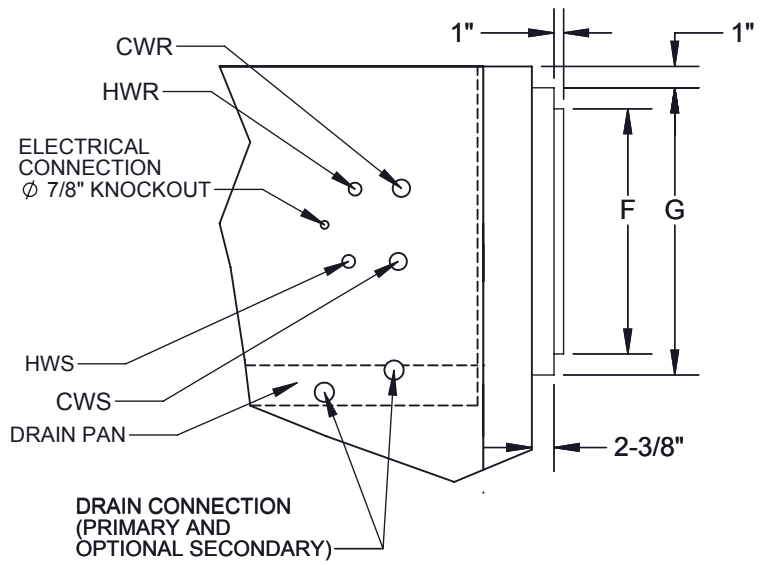 1"
1"
CWR
HWR
ELECTRICAL
CONNECTION
∅ 7/8" KNOCKOUT
F
G
HWS
CWS
DRAIN PAN
2-3/8"
DRAIN CONNECTION
(PRIMARY AND
OPTIONAL SECONDARY)